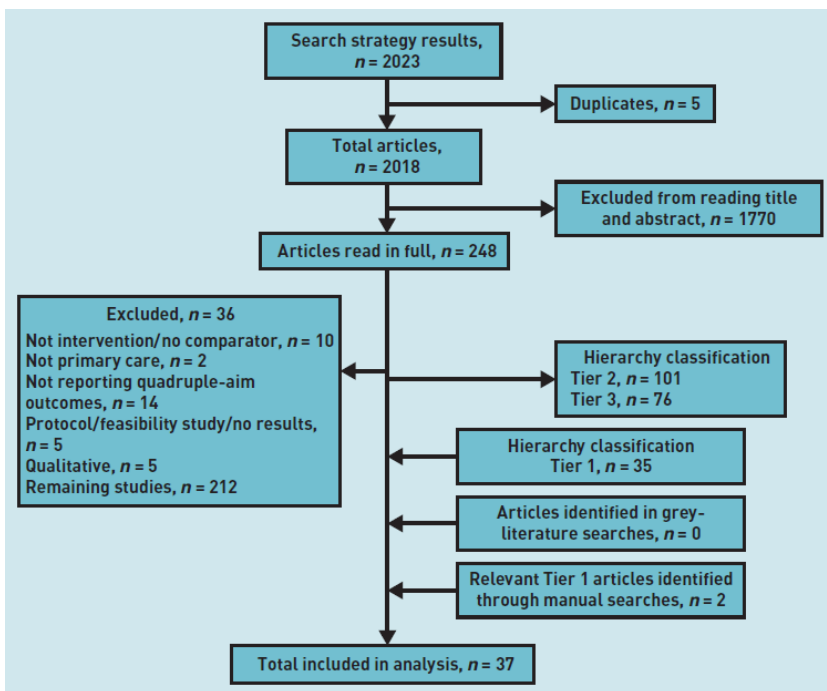 Search strategy results,
n = 2023
Duplicates, n = 5
Total articles,
n = 2018
Excluded from reading title
and abstract, n = 1770
Articles read in full, n = 248
Excluded, n = 36
Not intervention/no comparator, n = 10
Not primary care, n = 2
Not reporting quadruple-aim
outcomes, n = 14
Protocol/feasibility study/no results,
n = 5
Qualitative, n = 5
Remaining studies, n = 212
Hierarchy classification
Tier 2, n = 101
Tier 3, n = 76
Hierarchy classification
Tier 1, n = 35
Articles identified in grey-
literature searches, n = 0
Relevant Tier 1 articles identified
through manual searches, n = 2
Total included in analysis, n = 37